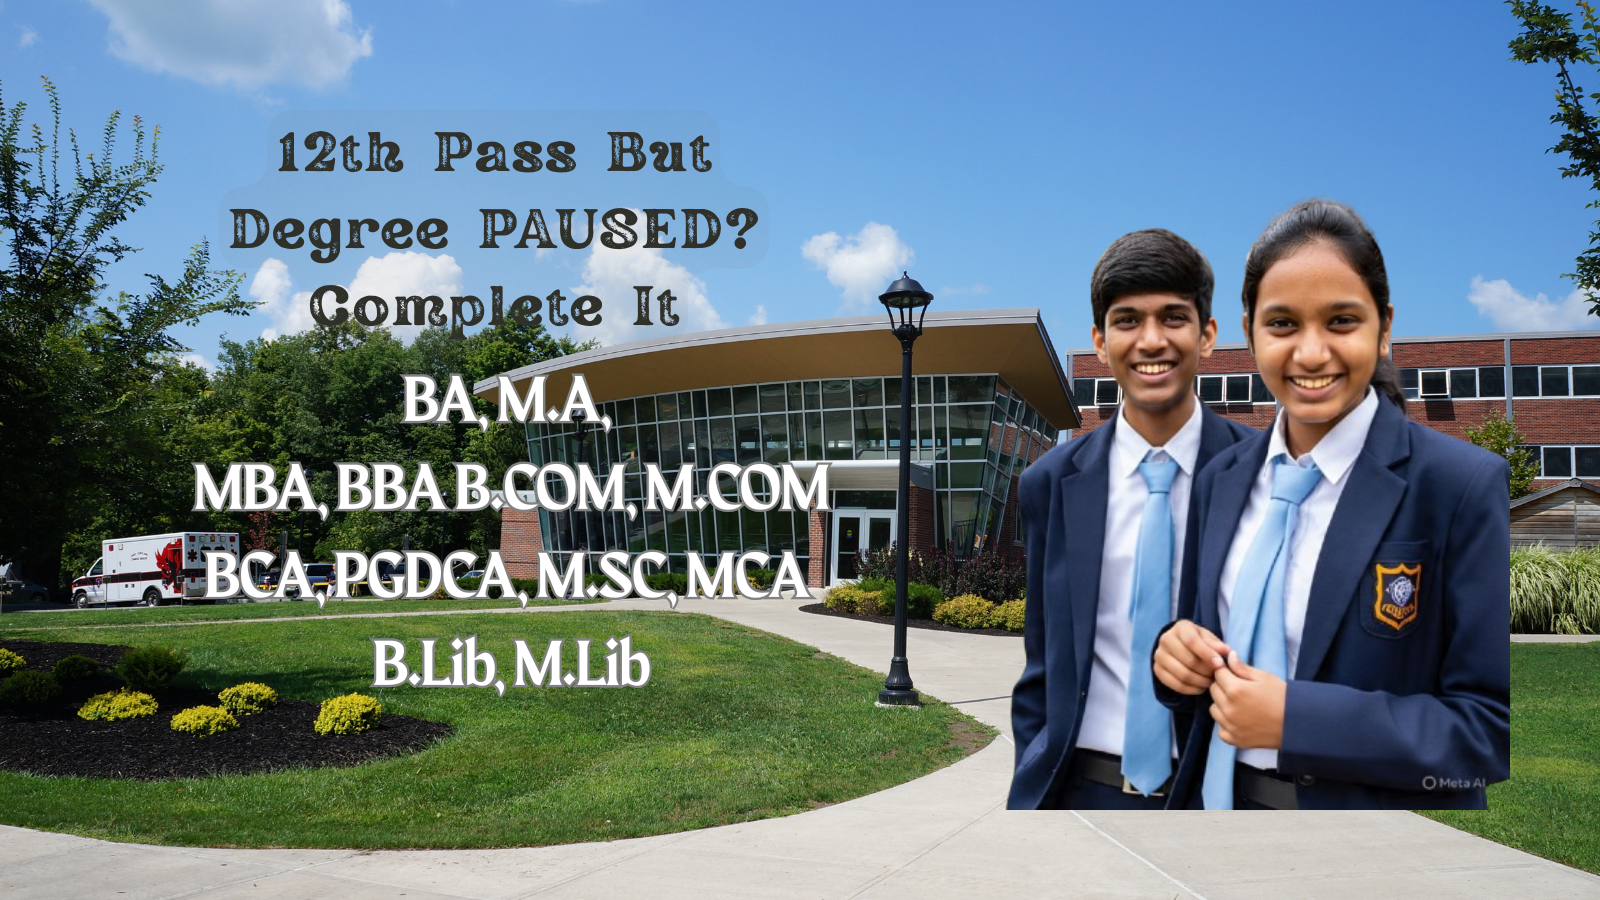 12th Pass But
Degree PAUSED?
Complete It
BA, M.A,
MBA, BBA B.COM, M.COM
BCA, PGDCA, M.SC, MCA
B.Lib, M.Lib
Meta AI